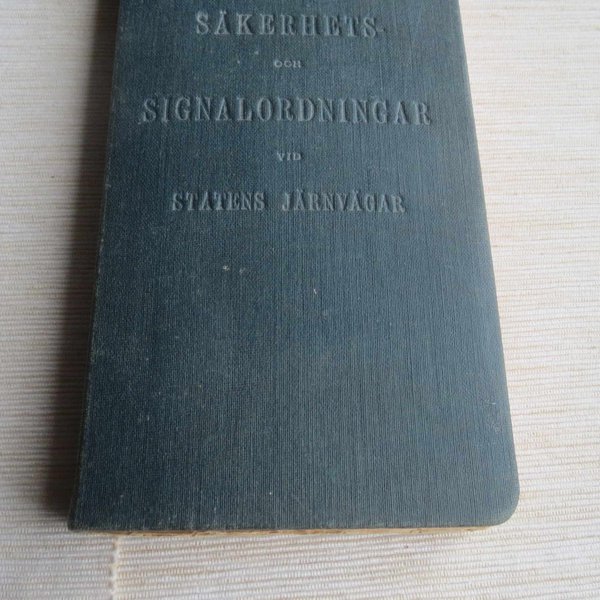 SÄKERHETS-
OCH
SIGNALORDNINGAR
VID
STATENS JÄRNVÄGAR